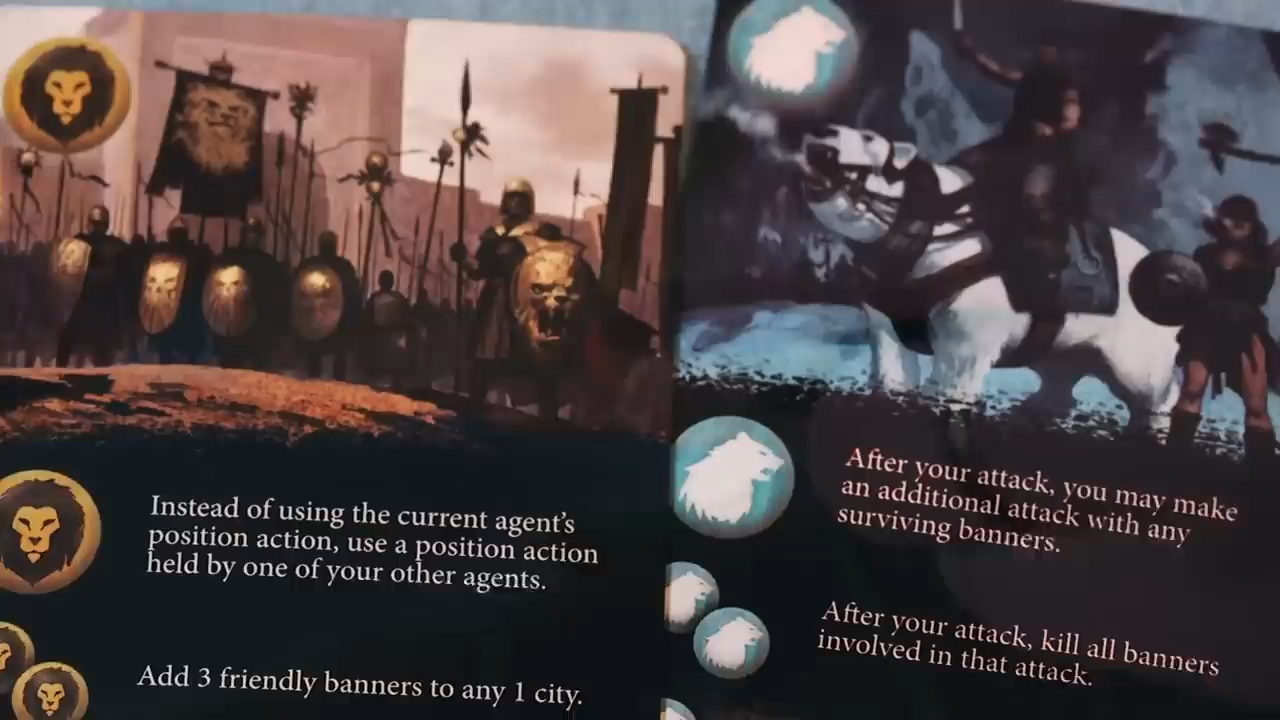 Instead of using the current agent's
position action, use a position action
held by one of your other agents.
Add 3 friendly banners to any 1 city.
After your attack, you may make
an additional attack with any
surviving banners.
After your attack, kill all banners
involved in that attack.